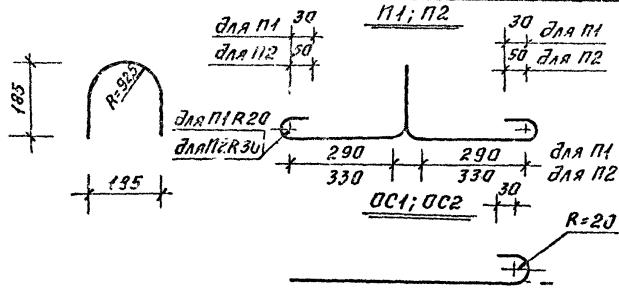 для П1 30
для П2 50
П1; П2
30 для П1
50 для П2
185
R=92,5
для П1 R20
для П2 R30
290 290 для П1
330 330 для П2
195
ОС1; ОС2
30
R=20